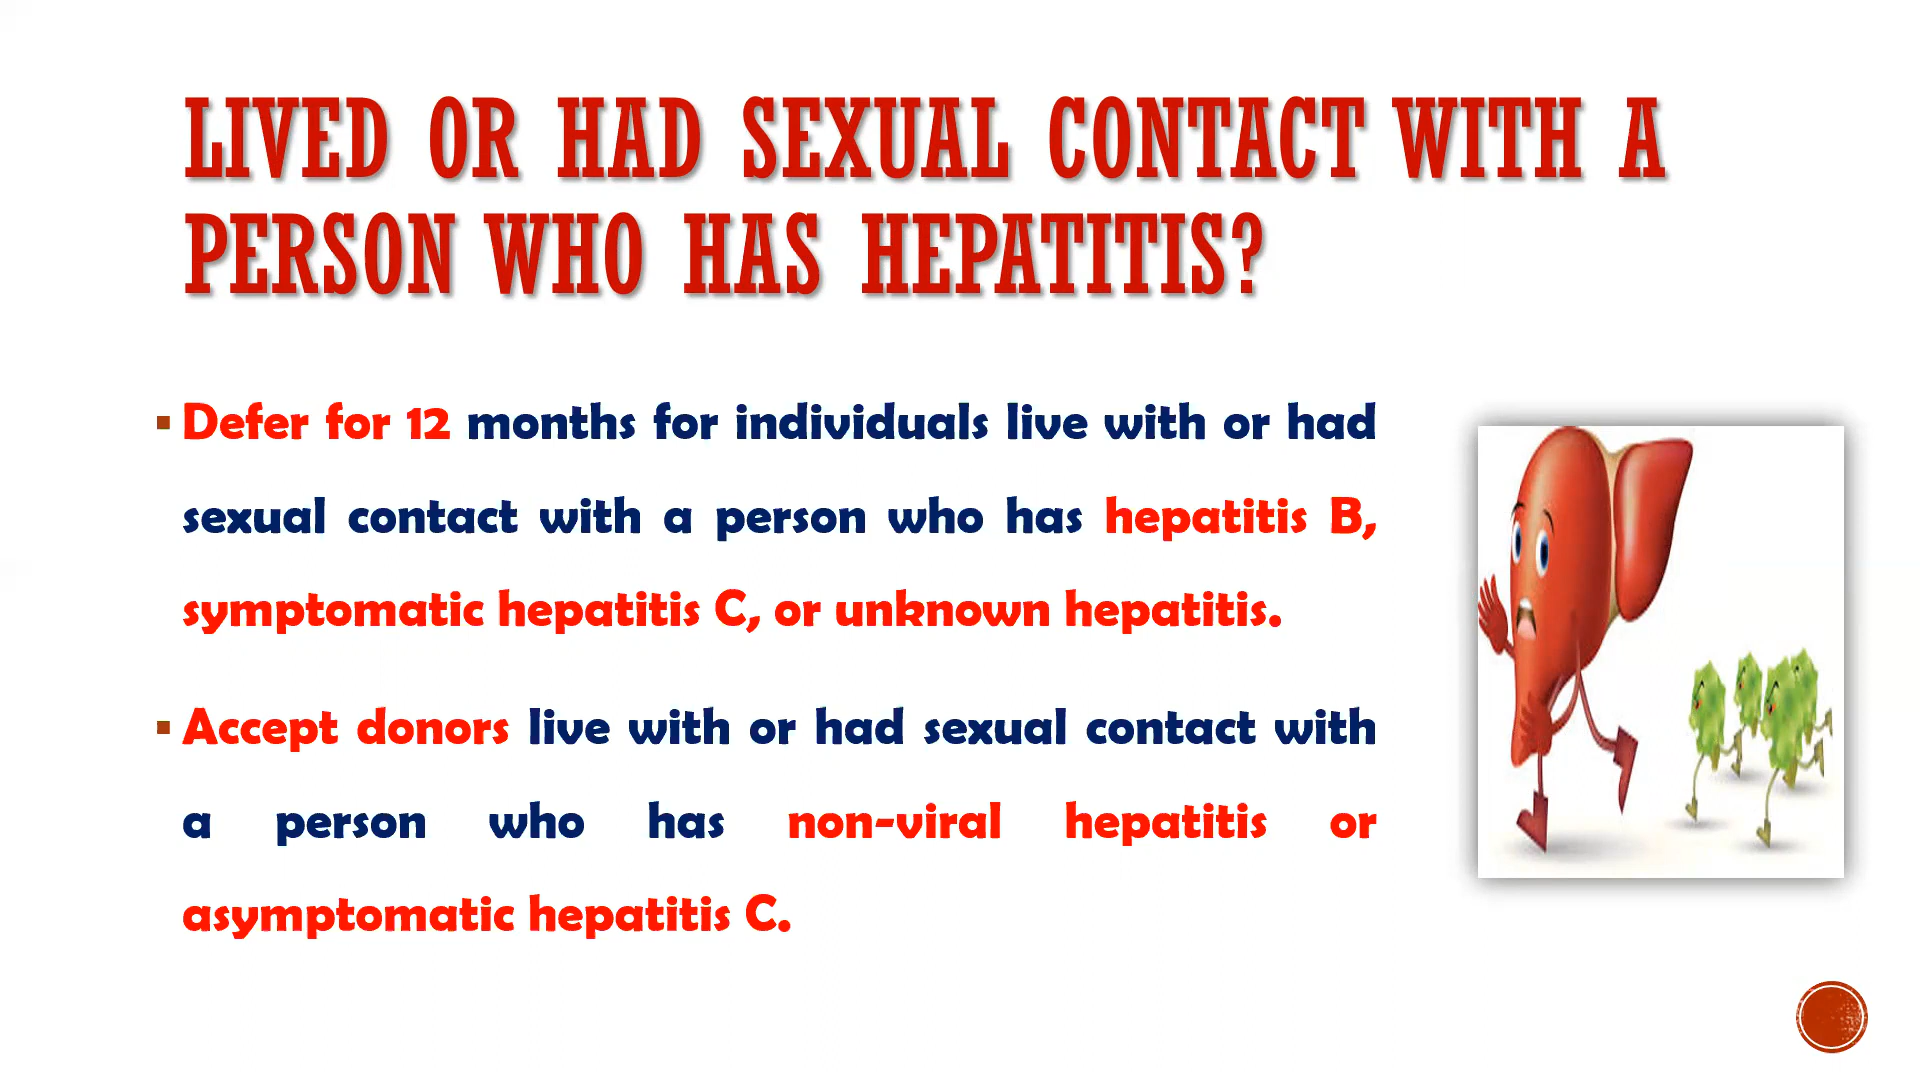 LIVED OR HAD SEXUAL CONTACT WITH A
PERSON WHO HAS HEPATITIS?
▪ Defer for 12 months for individuals live with or had
sexual contact with a person who has hepatitis B,
symptomatic hepatitis C, or unknown hepatitis.
▪ Accept donors live with or had sexual contact with
a person who has non-viral hepatitis or
asymptomatic hepatitis C.